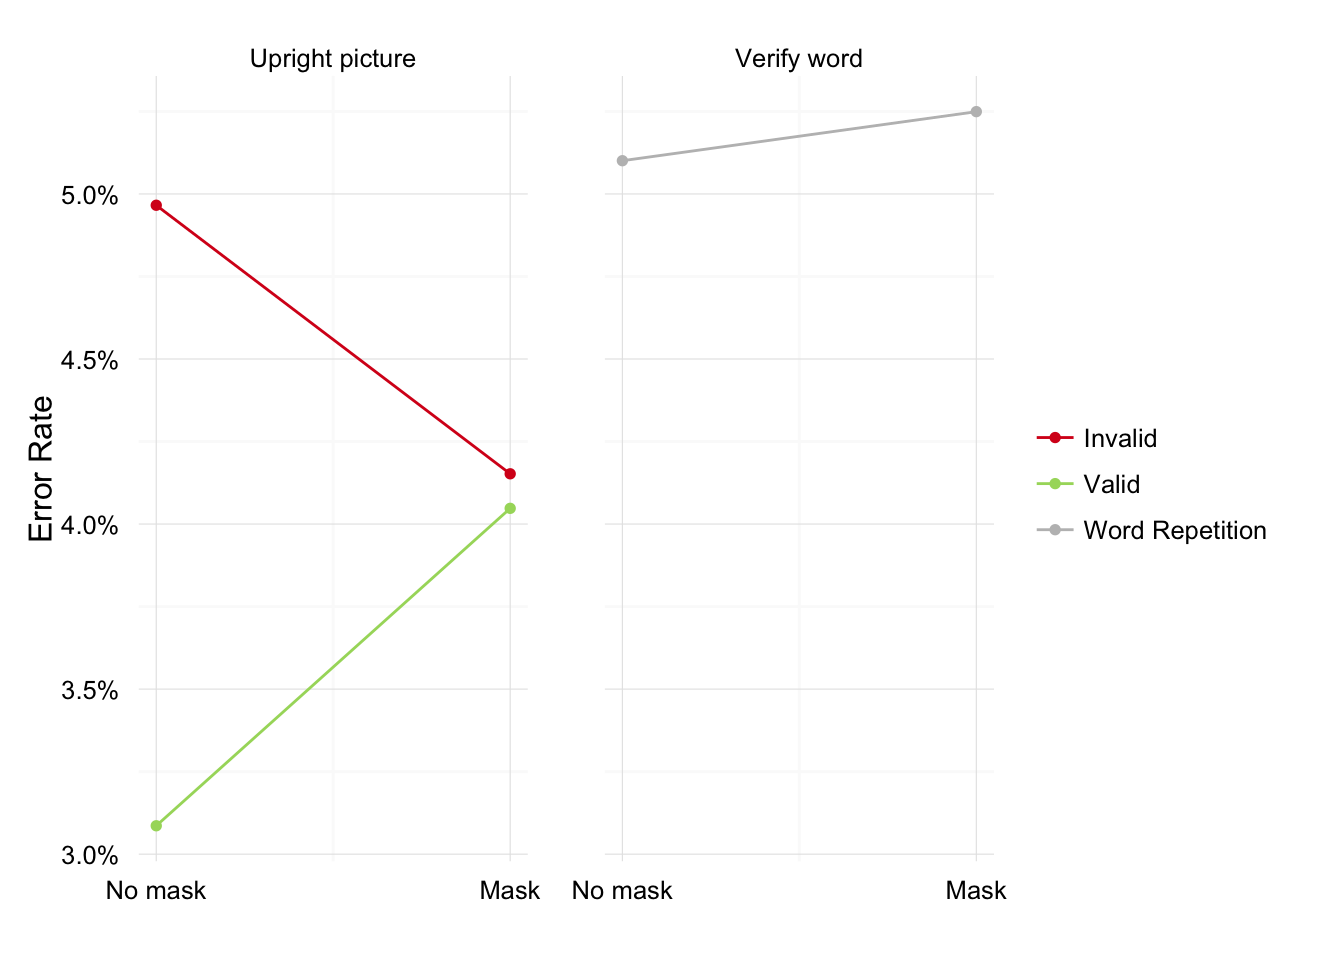 Upright picture
Verify word
Error Rate
5.0%
4.5%
4.0%
3.5%
3.0%
No mask
Mask
No mask
Mask
Invalid
Valid
Word Repetition